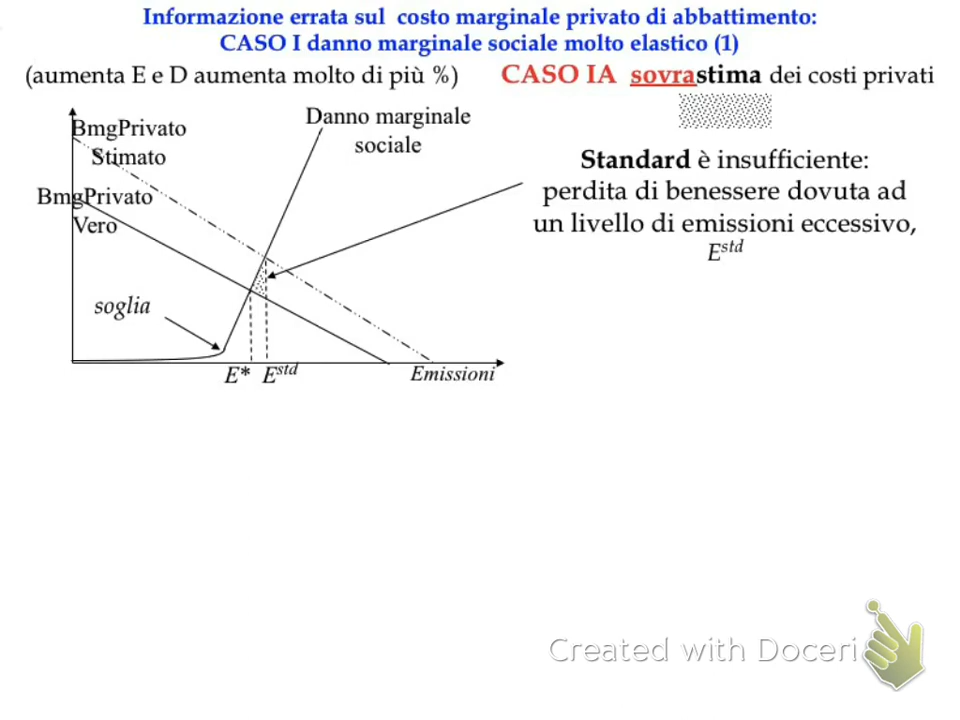 Informazione errata sul costo marginale privato di abbattimento:
CASO I danno marginale sociale molto elastico (1)
(aumenta E e D aumenta molto di più %) CASO IA sovrastima dei costi privati
BmgPrivato
Stimato
BmgPrivato
Vero
Danno marginale
sociale
Standard è insufficiente:
perdita di benessere dovuta ad
un livello di emissioni eccessivo,
E^std
soglia
E* E^std Emissioni
Created with Doceri